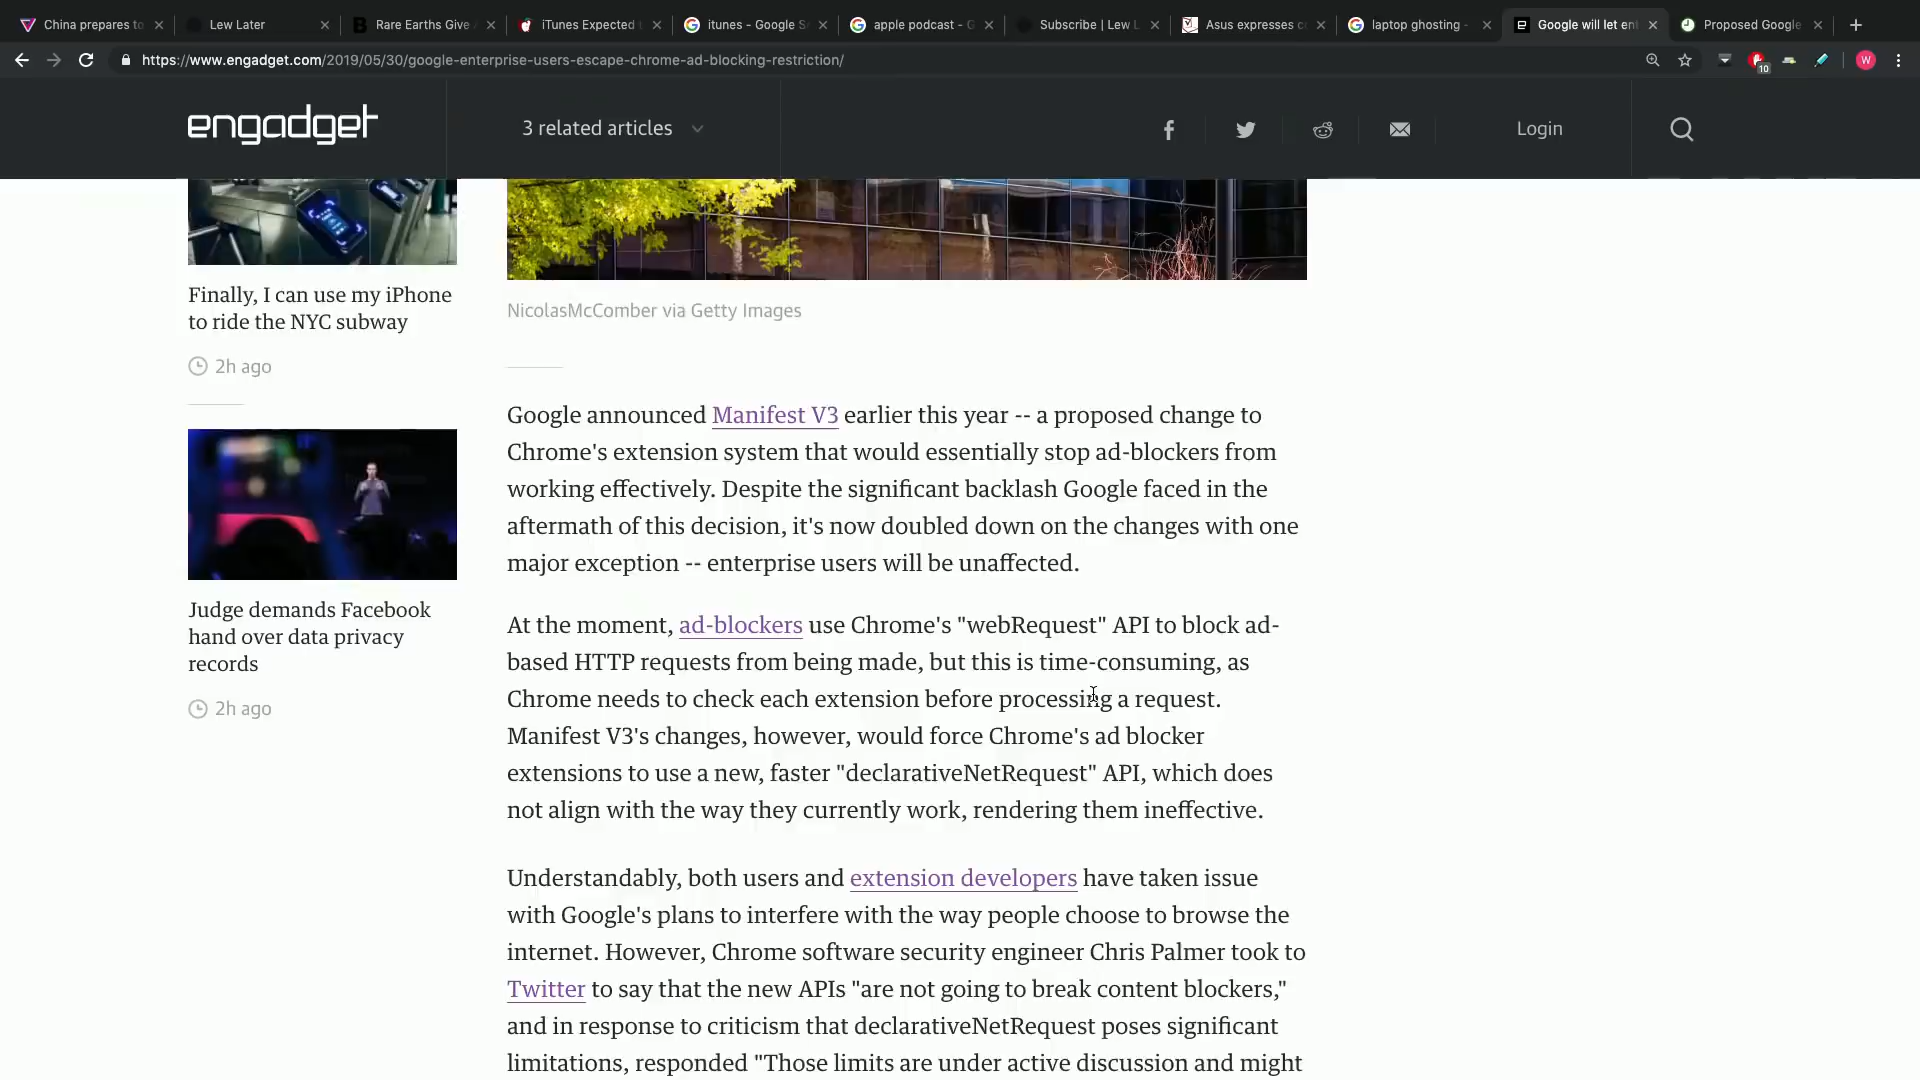 China prepares to
Lew Later
Rare Earths Give
iTunes Expected
itunes - Google S
apple podcast - G
Subscribe | Lew L
Asus expresses c
laptop ghosting -
Google will let en
Proposed Google
https://www.engadget.com/2019/05/30/google-enterprise-users-escape-chrome-ad-blocking-restriction/
10
W
engadget
3 related articles
Login
Finally, I can use my iPhone
to ride the NYC subway
2h ago
Judge demands Facebook
hand over data privacy
records
2h ago
NicolasMcComber via Getty Images
Google announced Manifest V3 earlier this year -- a proposed change to
Chrome's extension system that would essentially stop ad-blockers from
working effectively. Despite the significant backlash Google faced in the
aftermath of this decision, it's now doubled down on the changes with one
major exception -- enterprise users will be unaffected.
At the moment, ad-blockers use Chrome's "webRequest" API to block ad-
based HTTP requests from being made, but this is time-consuming, as
Chrome needs to check each extension before processing a request.
Manifest V3's changes, however, would force Chrome's ad blocker
extensions to use a new, faster "declarativeNetRequest" API, which does
not align with the way they currently work, rendering them ineffective.
Understandably, both users and extension developers have taken issue
with Google's plans to interfere with the way people choose to browse the
internet. However, Chrome software security engineer Chris Palmer took to
Twitter to say that the new APIs "are not going to break content blockers,"
and in response to criticism that declarativeNetRequest poses significant
limitations, responded "Those limits are under active discussion and might